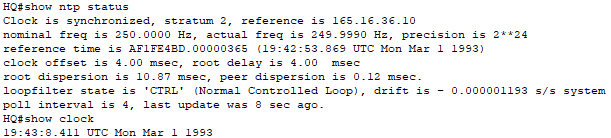 HQ#show ntp status
Clock is synchronized, stratum 2, reference is 165.16.36.10
nominal freq is 250.0000 Hz, actual freq is 249.9990 Hz, precision is 2**24
reference time is AF1FE4BD.00000365 (19:42:53.869 UTC Mon Mar 1 1993)
clock offset is 4.00 msec, root delay is 4.00  msec
root dispersion is 10.87 msec, peer dispersion is 0.12 msec.
loopfilter state is 'CTRL' (Normal Controlled Loop), drift is - 0.000001193 s/s system
poll interval is 4, last update was 8 sec ago.
HQ#show clock
19:43:8.411 UTC Mon Mar 1 1993